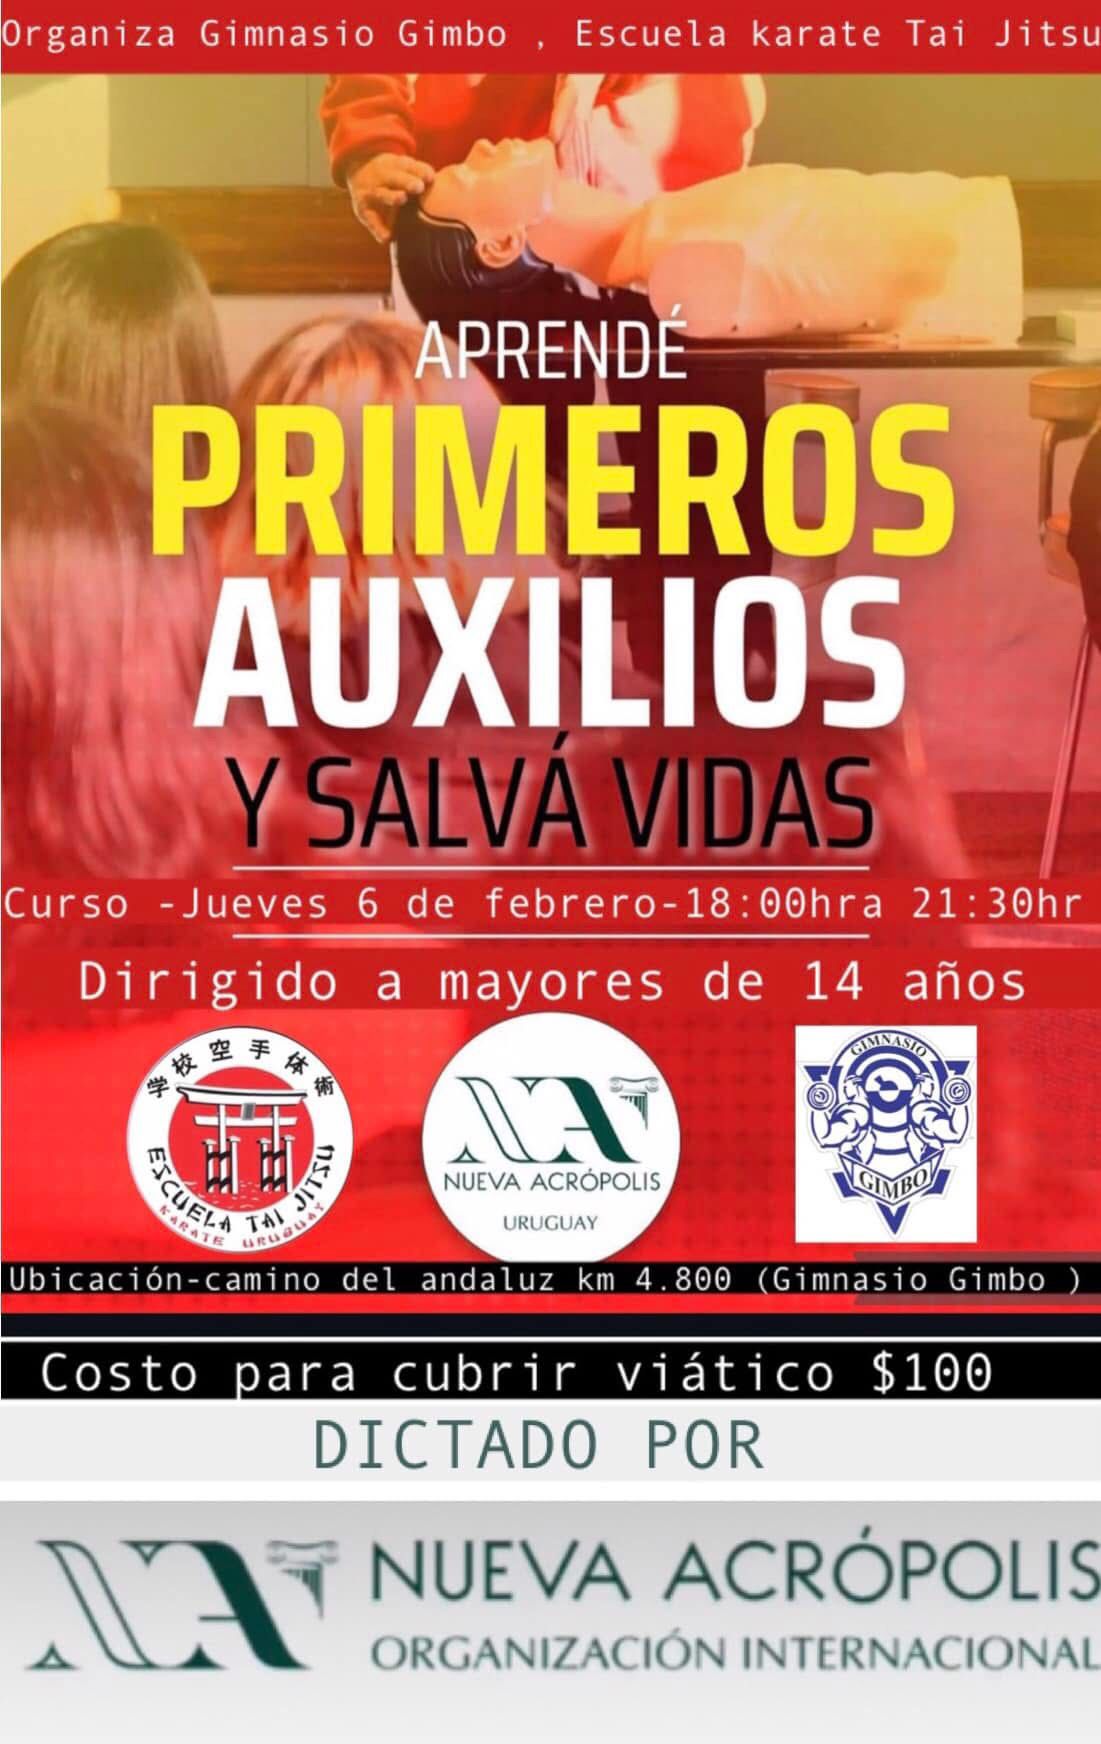 Organiza Gimnasio Gimbo , Escuela karate Tai Jitsu
APRENDÉ
PRIMEROS
AUXILIOS
Y SALVÁ VIDAS
Curso -Jueves 6 de febrero-18:00hra 21:30hr
Dirigido a mayores de 14 años
学校空手体術
ESCUELA TAI JITSU
KARATE URUGUAY
NA
NUEVA ACRÓPOLIS
URUGUAY
GIMNASIO
GIMBO
Ubicación-camino del andaluz km 4.800 (Gimnasio Gimbo )
Costo para cubrir viático $100
DICTADO POR
NA
NUEVA ACRÓPOLIS
ORGANIZACIÓN INTERNACIONAL